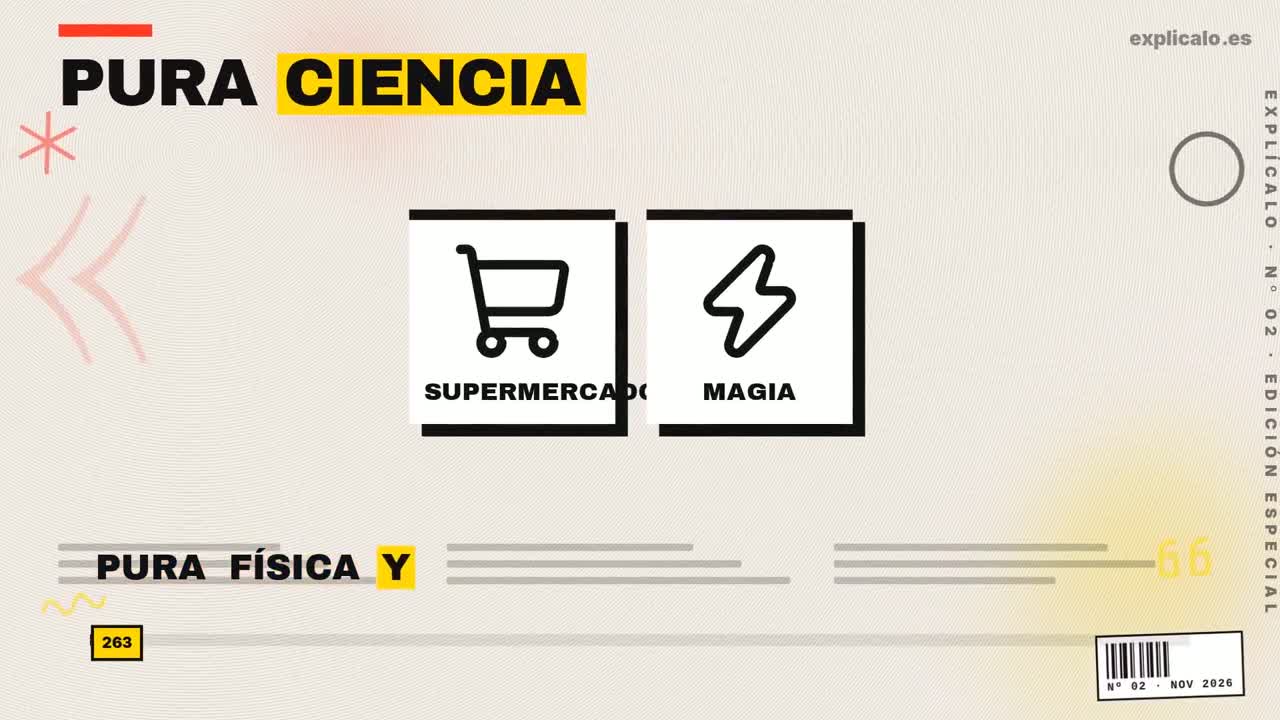 explicalo.es
PURA CIENCIA
EXPLÍCALO · Nº 02 · EDICIÓN ESPECIAL
SUPERMERCADO
MAGIA
66
PURA FÍSICA Y
263
Nº 02 · NOV 2026